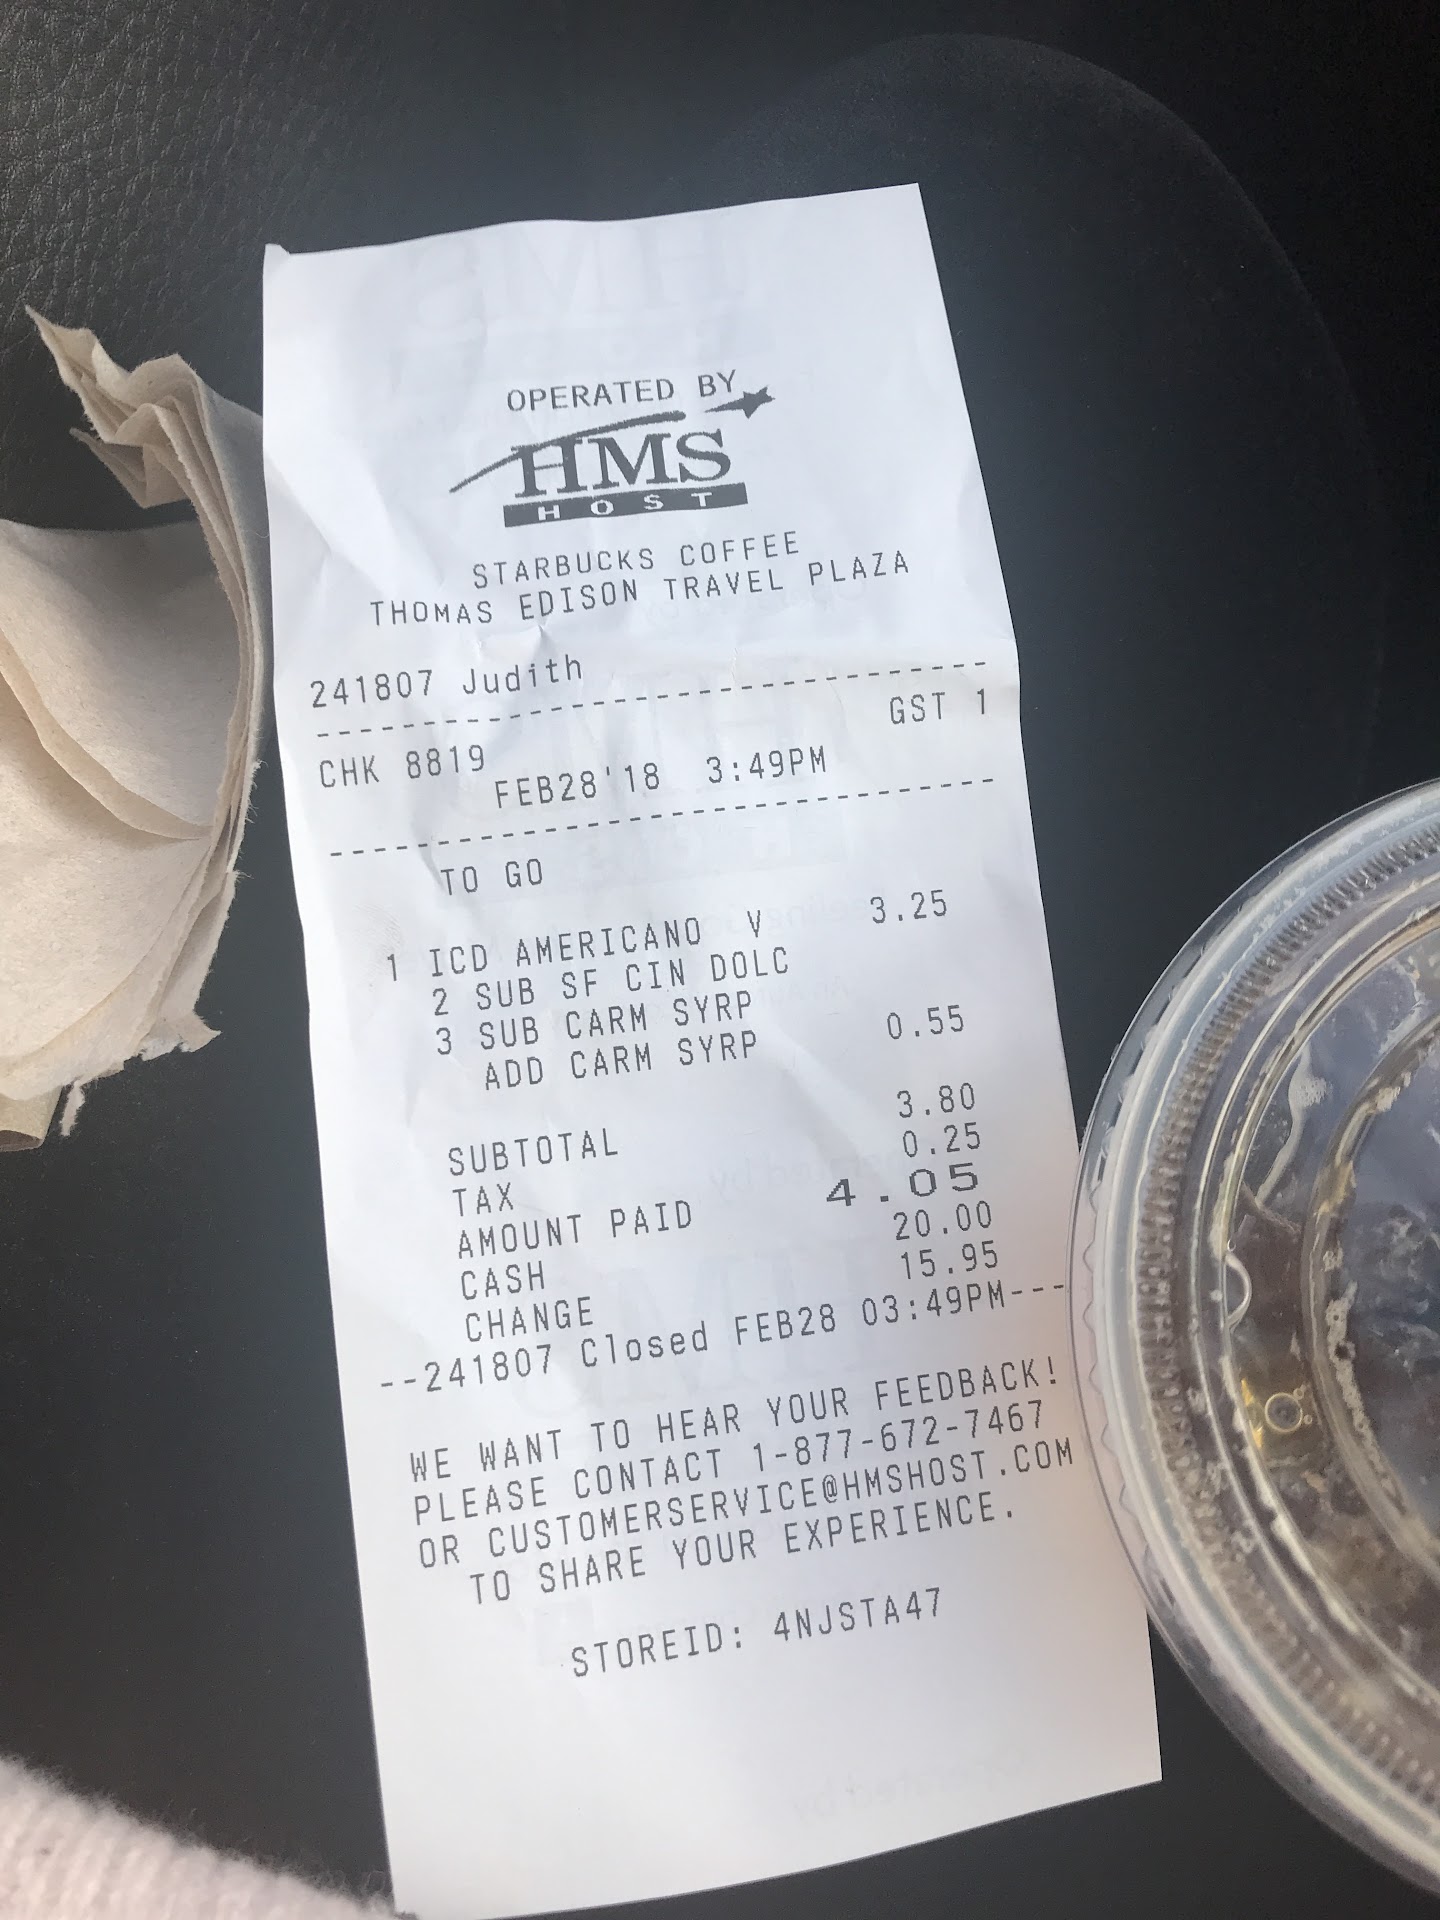 OPERATED BY
HMS
HOST
STARBUCKS COFFEE
THOMAS EDISON TRAVEL PLAZA
241807 Judith
--------------------------------
CHK 8819 GST 1
FEB28'18 3:49PM
--------------------------------
TO GO
1 ICD AMERICANO V 3.25
2 SUB SF CIN DOLC
3 SUB CARM SYRP
ADD CARM SYRP 0.55
SUBTOTAL 3.80
TAX 0.25
AMOUNT PAID 4.05
CASH 20.00
CHANGE 15.95
--241807 Closed FEB28 03:49PM---
WE WANT TO HEAR YOUR FEEDBACK!
PLEASE CONTACT 1-877-672-7467
OR CUSTOMERSERVICE@HMSHOST.COM
TO SHARE YOUR EXPERIENCE.
STOREID: 4NJSTA47